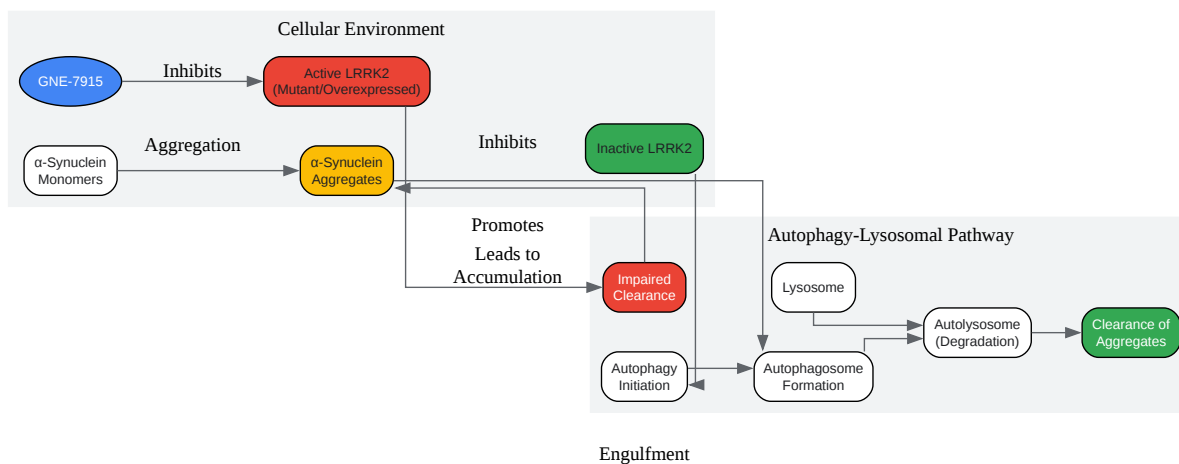 Cellular Environment
GNE-7915
Inhibits
Active LRRK2
(Mutant/Overexpressed)
α-Synuclein
Monomers
Aggregation
α-Synuclein
Aggregates
Inhibits
Inactive LRRK2
Promotes
Leads to
Accumulation
Autophagy-Lysosomal Pathway
Impaired
Clearance
Lysosome
Autolysosome
(Degradation)
Clearance of
Aggregates
Autophagy
Initiation
Autophagosome
Formation
Engulfment